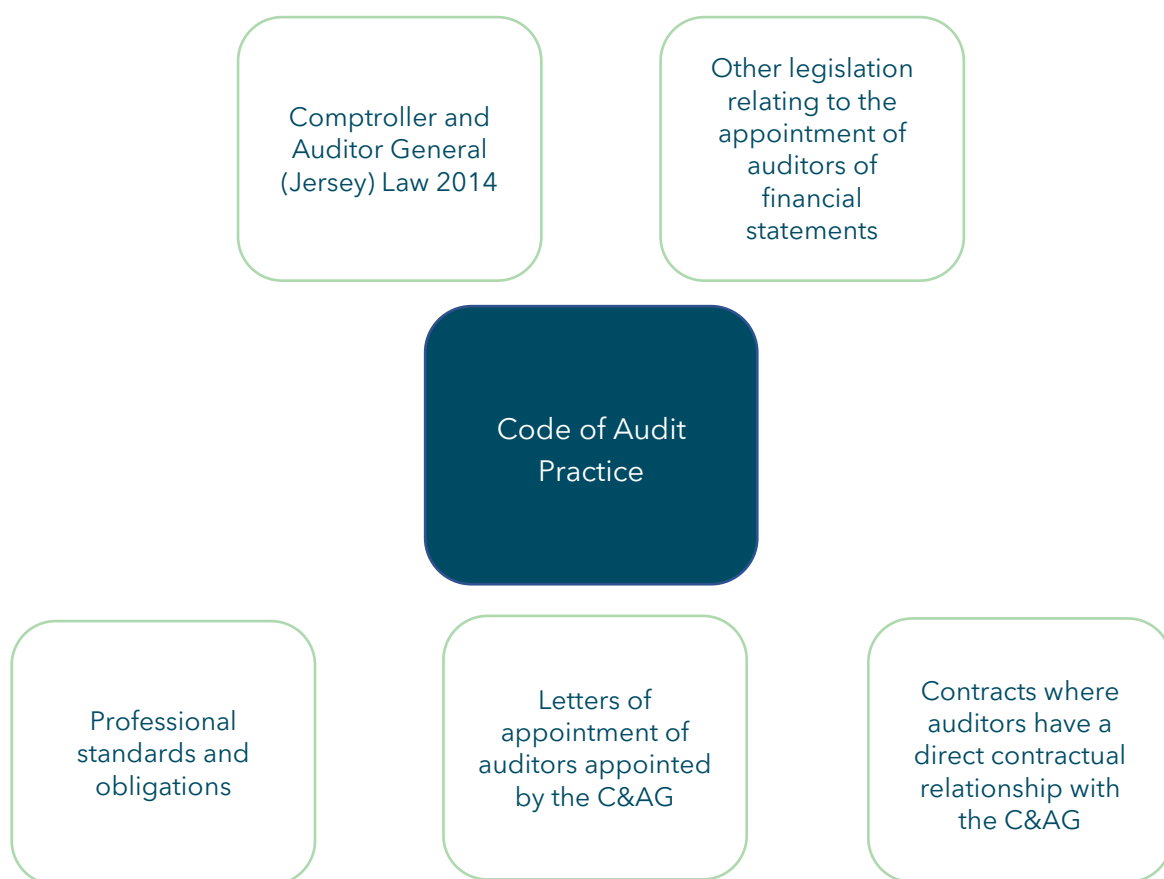 Comptroller and
Auditor General
(Jersey) Law 2014
Other legislation
relating to the
appointment of
auditors of
financial
statements
Code of Audit
Practice
Professional
standards and
obligations
Letters of
appointment of
auditors appointed
by the C&AG
Contracts where
auditors have a
direct contractual
relationship with
the C&AG